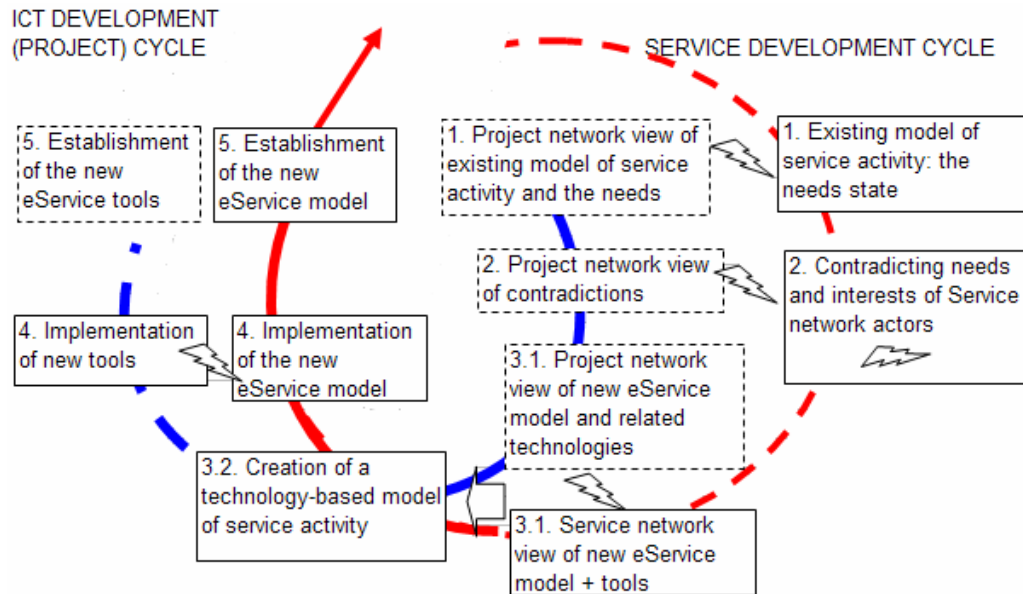 ICT DEVELOPMENT
(PROJECT) CYCLE
SERVICE DEVELOPMENT CYCLE
5. Establishment
of the new
eService tools
5. Establishment
of the new
eService model
1. Project network view of
existing model of service
activity and the needs
1. Existing model of
service activity: the
needs state
2. Project network view
of contradictions
2. Contradicting needs
and interests of Service
network actors
4. Implementation
of new tools
4. Implementation
of the new
eService model
3.1. Project network
view of new eService
model and related
technologies
3.2. Creation of a
technology-based model
of service activity
3.1. Service network
view of new eService
model + tools